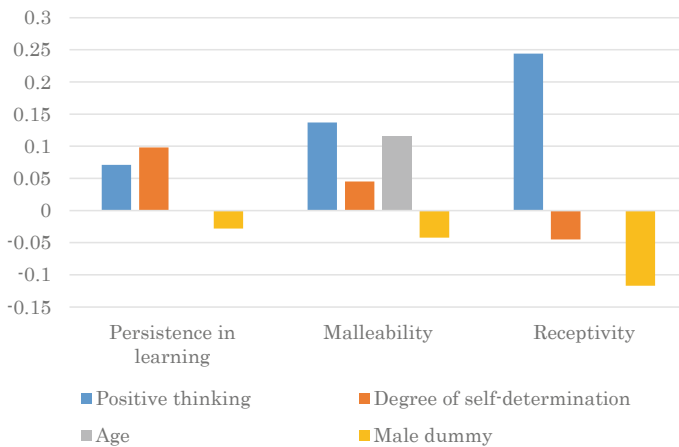 0.3
0.25
0.2
0.15
0.1
0.05
0
-0.05
-0.1
-0.15
Persistence in
learning
Malleability
Receptivity
Positive thinking
Degree of self-determination
Age
Male dummy